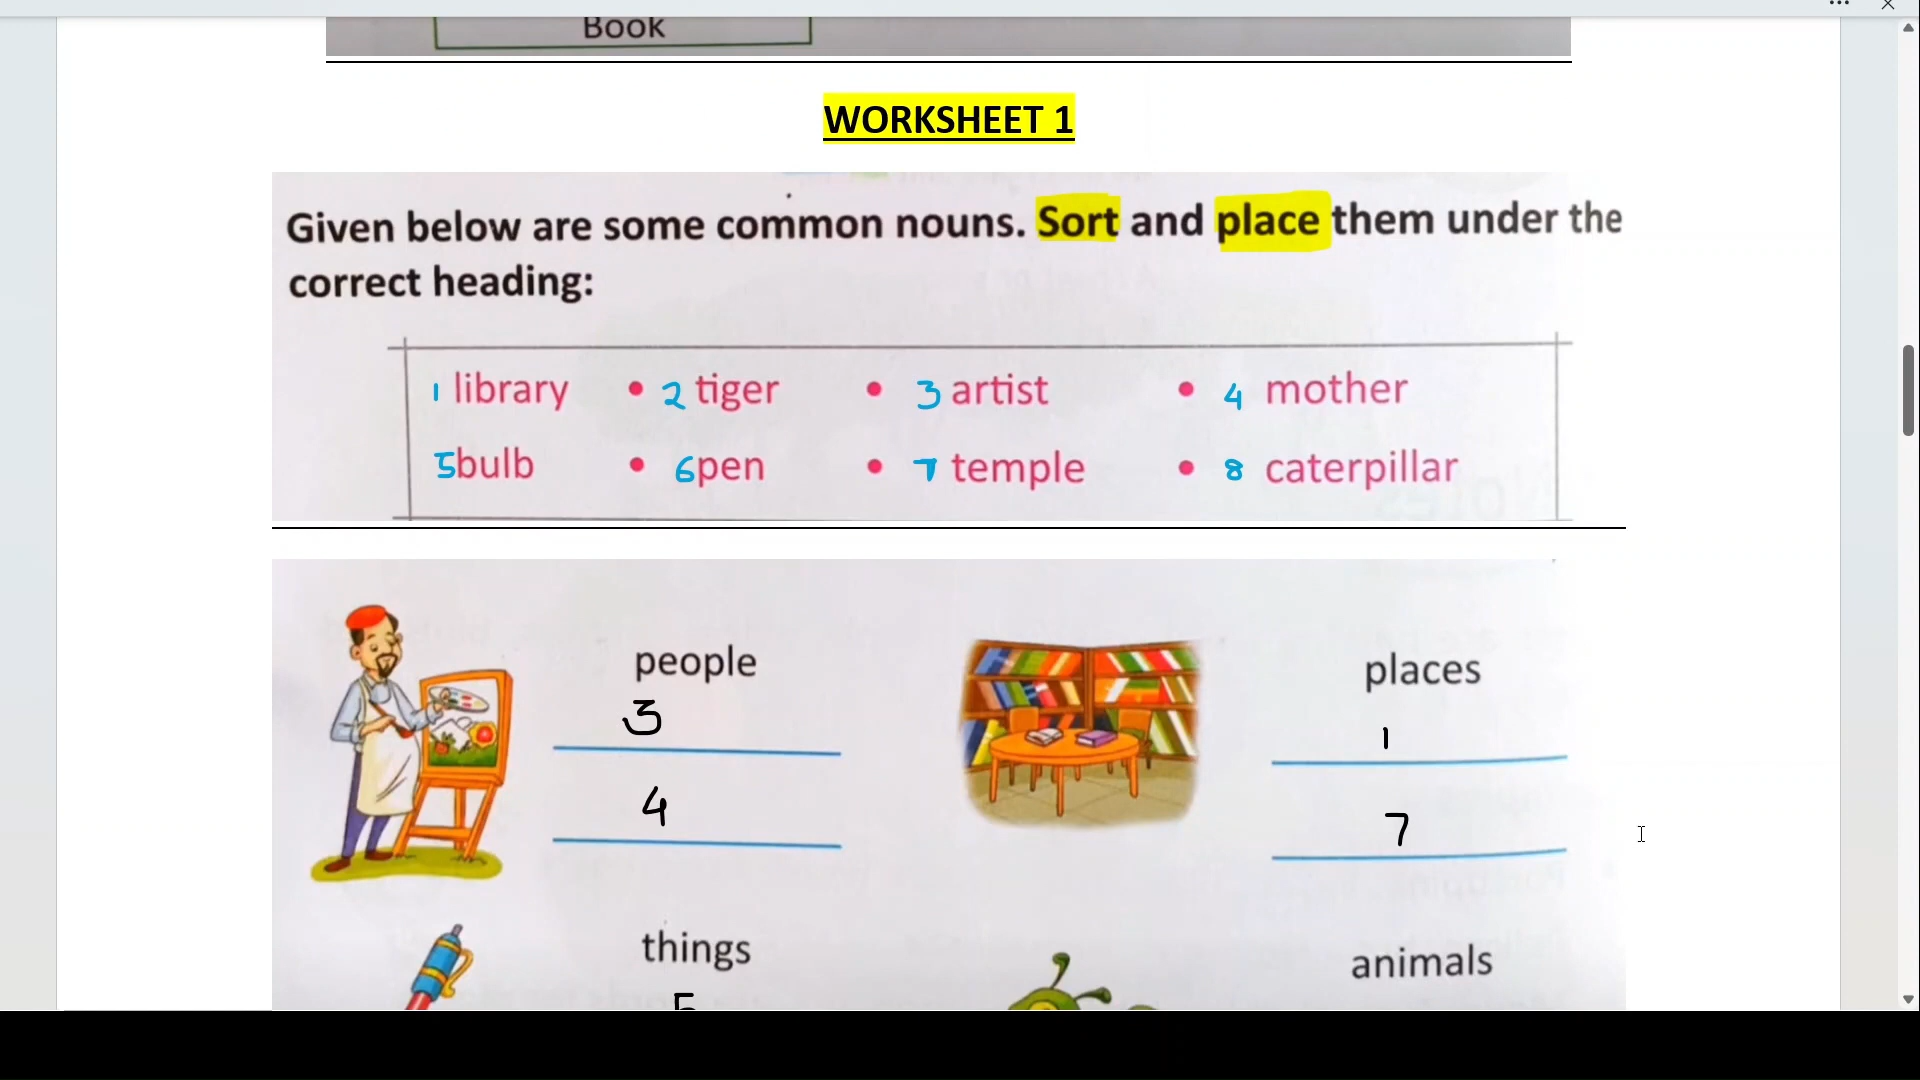 Book
WORKSHEET 1
Given below are some common nouns. Sort and place them under the
correct heading:
1 library • 2 tiger • 3 artist • 4 mother
5 bulb • 6 pen • 7 temple • 8 caterpillar
people
places
3
1
4
7
things
animals
5